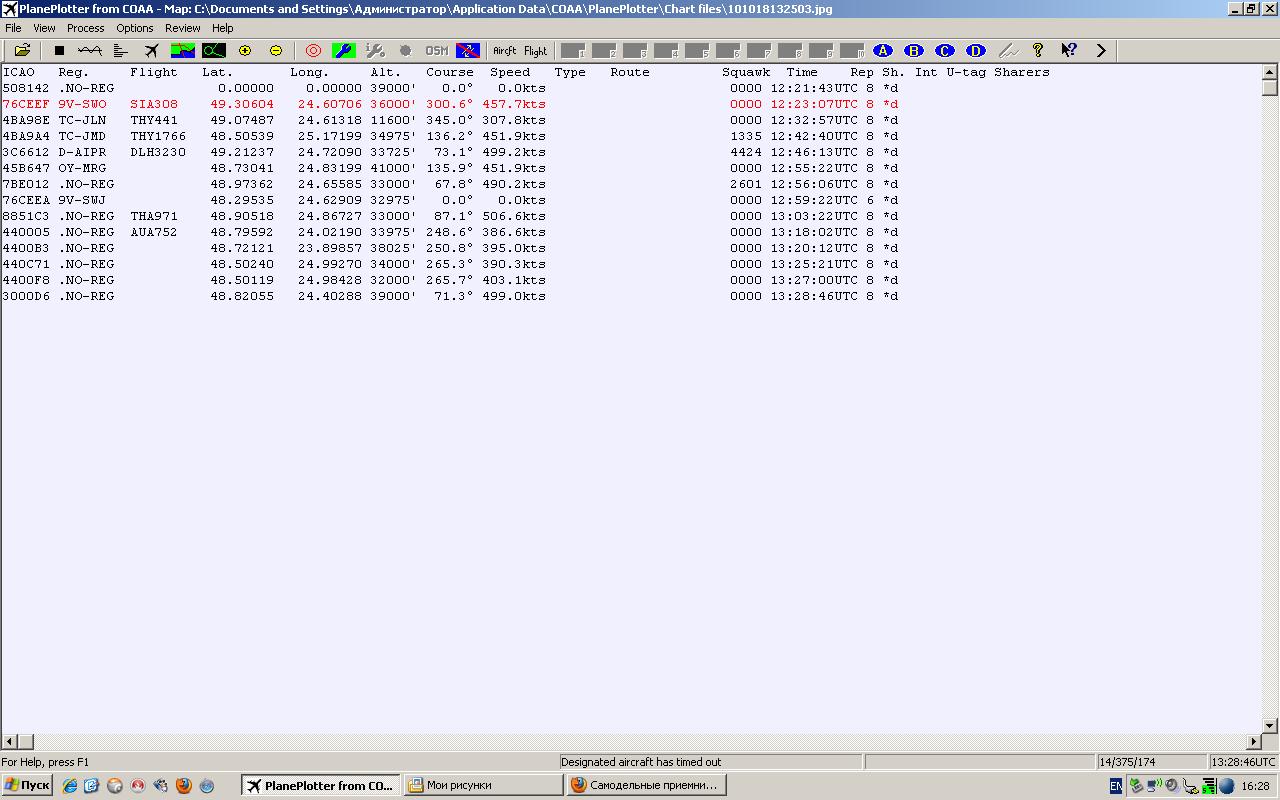 PlanePlotter from COAA - Map: C:\Documents and Settings\Администратор\Application Data\COAA\PlanePlotter\Chart files\101018132503.jpg
File View Process Options Review Help
OSM Aircft Flight 1 2 3 4 5 6 7 8 9 A B C D
ICAO Reg. Flight Lat. Long. Alt. Course Speed Type Route Squawk Time Rep Sh. Int U-tag Sharers
508142 .NO-REG 0.00000 0.00000 39000' 0.0° 0.0kts 0000 12:21:43UTC 8 *d
76CEEF 9V-SWO SIA308 49.30604 24.60706 36000' 300.6° 457.7kts 0000 12:23:07UTC 8 *d
4BA98E TC-JLN THY441 49.07487 24.61318 11600' 345.0° 307.8kts 0000 12:32:57UTC 8 *d
4BA9A4 TC-JMD THY1766 48.50539 25.17199 34975' 136.2° 451.9kts 1335 12:42:40UTC 8 *d
3C6612 D-AIPR DLH3230 49.21237 24.72090 33725' 73.1° 499.2kts 4424 12:46:13UTC 8 *d
45B647 OY-MRG 48.73041 24.83199 41000' 135.9° 451.9kts 0000 12:55:22UTC 8 *d
7BE012 .NO-REG 48.97362 24.65585 33000' 67.8° 490.2kts 2601 12:56:06UTC 8 *d
76CEEA 9V-SWJ 48.29535 24.62909 32975' 0.0° 0.0kts 0000 12:59:22UTC 6 *d
8851C3 .NO-REG THA971 48.90518 24.86727 33000' 87.1° 506.6kts 0000 13:03:22UTC 8 *d
440005 .NO-REG AUA752 48.79592 24.02190 33975' 248.6° 386.6kts 0000 13:18:02UTC 8 *d
4400B3 .NO-REG 48.72121 23.89857 38025' 250.8° 395.0kts 0000 13:20:12UTC 8 *d
440C71 .NO-REG 48.50240 24.99270 34000' 265.3° 390.3kts 0000 13:25:21UTC 8 *d
4400F8 .NO-REG 48.50119 24.98428 32000' 265.7° 403.1kts 0000 13:27:00UTC 8 *d
3000D6 .NO-REG 48.82055 24.40288 39000' 71.3° 499.0kts 0000 13:28:46UTC 8 *d
For Help, press F1 Designated aircraft has timed out 14/375/174 13:28:46UTC
Пуск PlanePlotter from CO... Мои рисунки Самодельные приемни... EN 16:28